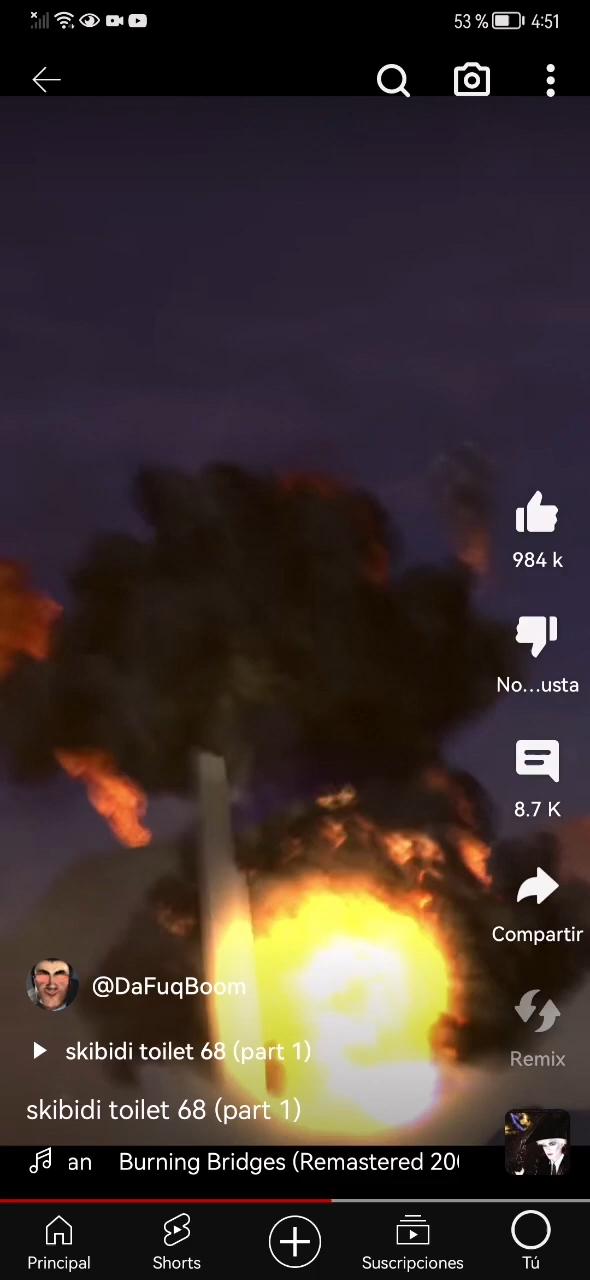 53 % 4:51
984 k
No...usta
8.7 K
Compartir
@DaFuqBoom
skibidi toilet 68 (part 1)
Remix
skibidi toilet 68 (part 1)
an Burning Bridges (Remastered 200
Principal
Shorts
Suscripciones
Tú